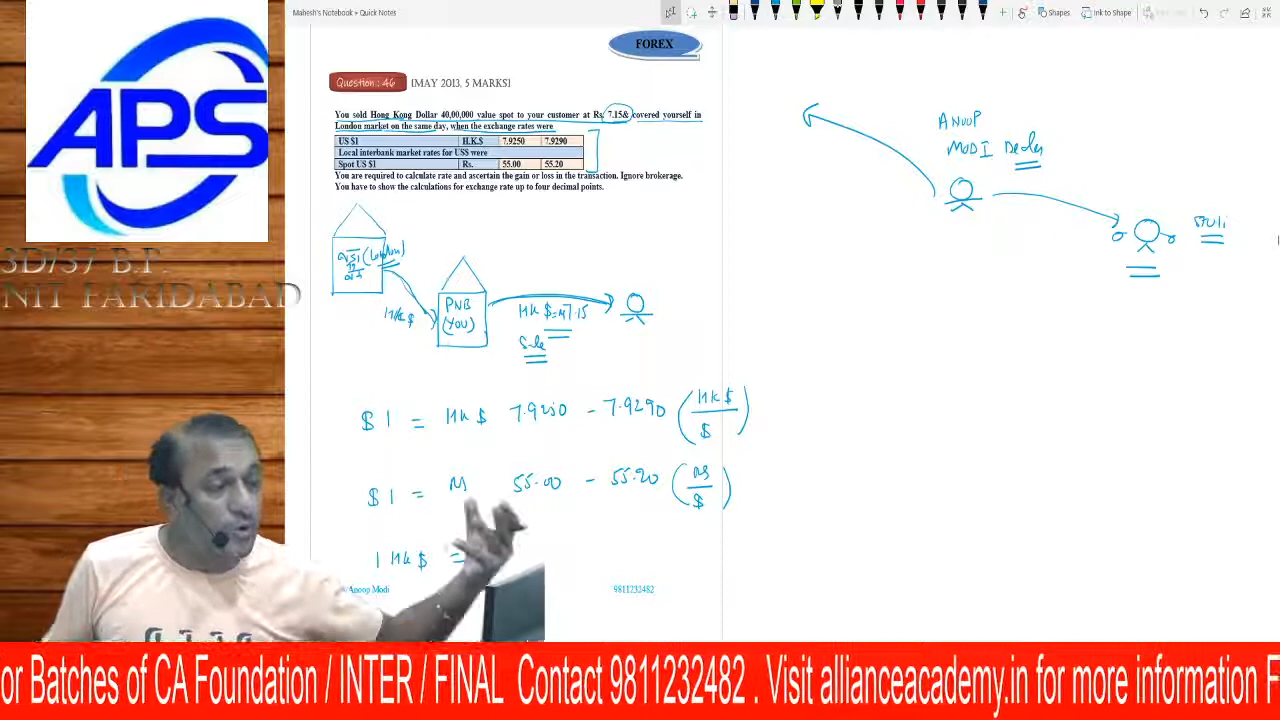 Mahesh's Notebook » Quick Notes
Shapes
Ink to Shape
APS
3D/37 B.P.
NIT FARIDABAD
FOREX
Question : 46 [MAY 2013, 5 MARKS]
You sold Hong Kong Dollar 40,00,000 value spot to your customer at Rs. 7.15& covered yourself in
London market on the same day, when the exchange rates were
US $1 H.K.$ 7.9250 7.9290
Local interbank market rates for US$ were
Spot US $1 Rs. 55.00 55.20
You are required to calculate rate and ascertain the gain or loss in the transaction. Ignore brokerage.
You have to show the calculations for exchange rate up to four decimal points.
ANOOP
MODI Dealer
(London)
PNB
(YOU)
HK $
Sale
$ 1 = HK $ 7.9250 - 7.9290 (HK $
$)
$ 1 = Rs 55.00 - 55.20 (Rs
$)
1 HK $ =
Anoop Modi
9811232482
or Batches of CA Foundation / INTER / FINAL Contact 9811232482 . Visit allianceacademy.in for more information F